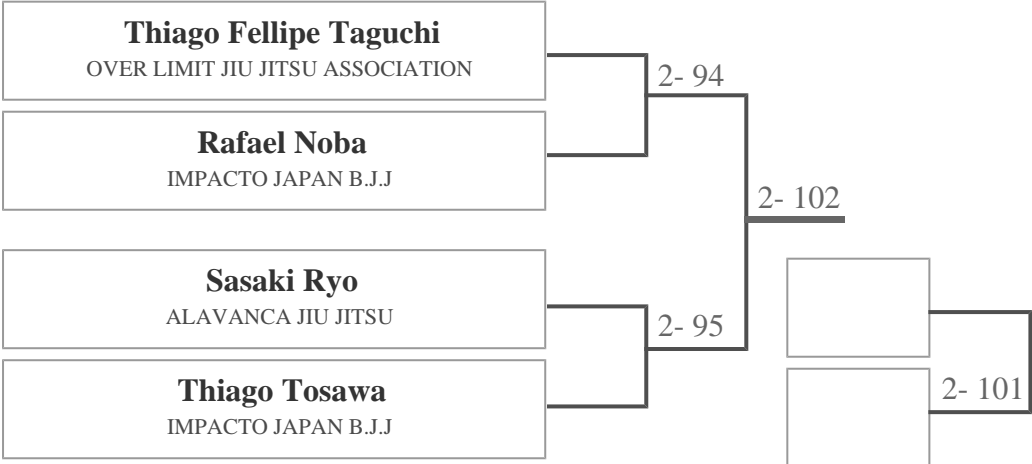 Thiago Fellipe Taguchi
OVER LIMIT JIU JITSU ASSOCIATION
2- 94
Rafael Noba
IMPACTO JAPAN B.J.J
2- 102
Sasaki Ryo
ALAVANCA JIU JITSU
2- 95
Thiago Tosawa
IMPACTO JAPAN B.J.J
2- 101